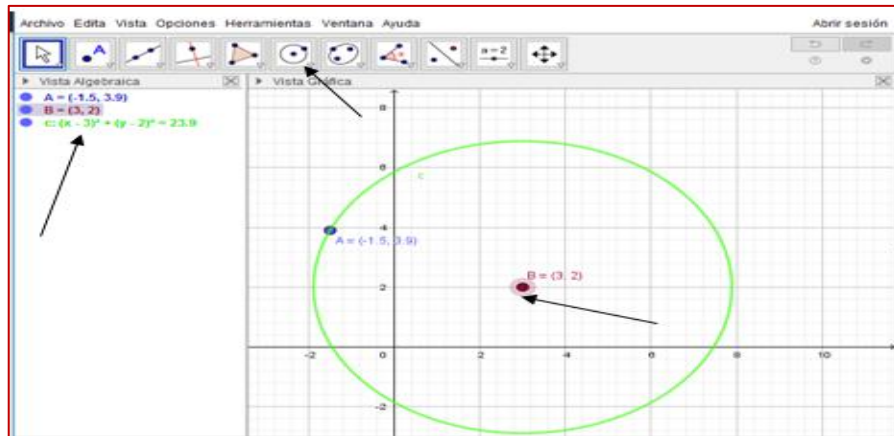 Archivo Edita Vista Opciones Herramientas Ventana Ayuda
Abrir sesión
a=2
Vista Algebraica
Vista Gráfica
A = (-1.5, 3.9)
B = (3, 2)
c: (x - 3)² + (y - 2)² = 23.9
8
6
c
4
A = (-1.5, 3.9)
B = (3, 2)
2
-2 0 2 4 6 8 10
-2